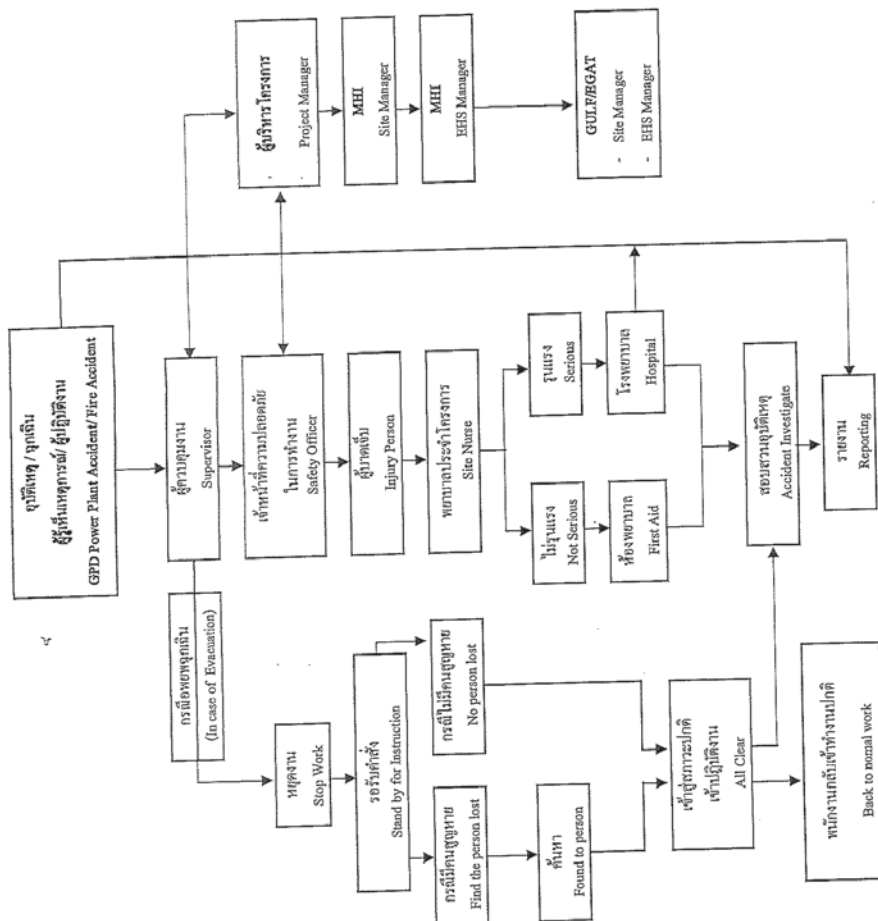 อุบัติเหตุ / ฉุกเฉิน
ผู้รู้เห็นเหตุการณ์/ ผู้ปฏิบัติงาน
GPD Power Plant Accident/ Fire Accident
กรณีอพยพฉุกเฉิน
(In case of Evacuation)
ผู้ควบคุมงาน
Supervisor
ผู้บริหารโครงการ
- Project Manager
หยุดงาน
Stop Work
เจ้าหน้าที่ความปลอดภัย
ในการทำงาน
Safety Officer
MHI
Site Manager
รอรับคำสั่ง
Stand by for Instruction
ผู้บาดเจ็บ
Injury Person
MHI
EHS Manager
กรณีมีคนสูญหาย
Find the person lost
กรณีไม่มีคนสูญหาย
No person lost
พยาบาลประจำโครงการ
Site Nurse
GULF/EGAT
- Site Manager
- EHS Manager
ค้นหา
Found to person
ไม่รุนแรง
Not Serious
รุนแรง
Serious
ห้องพยาบาล
First Aid
โรงพยาบาล
Hospital
เข้าสู่สภาวะปกติ
เข้าปฏิบัติงาน
All Clear
สอบสวนอุบัติเหตุ
Accident Investigate
พนักงานกลับเข้าทำงานปกติ
Back to nomal work
รายงาน
Reporting